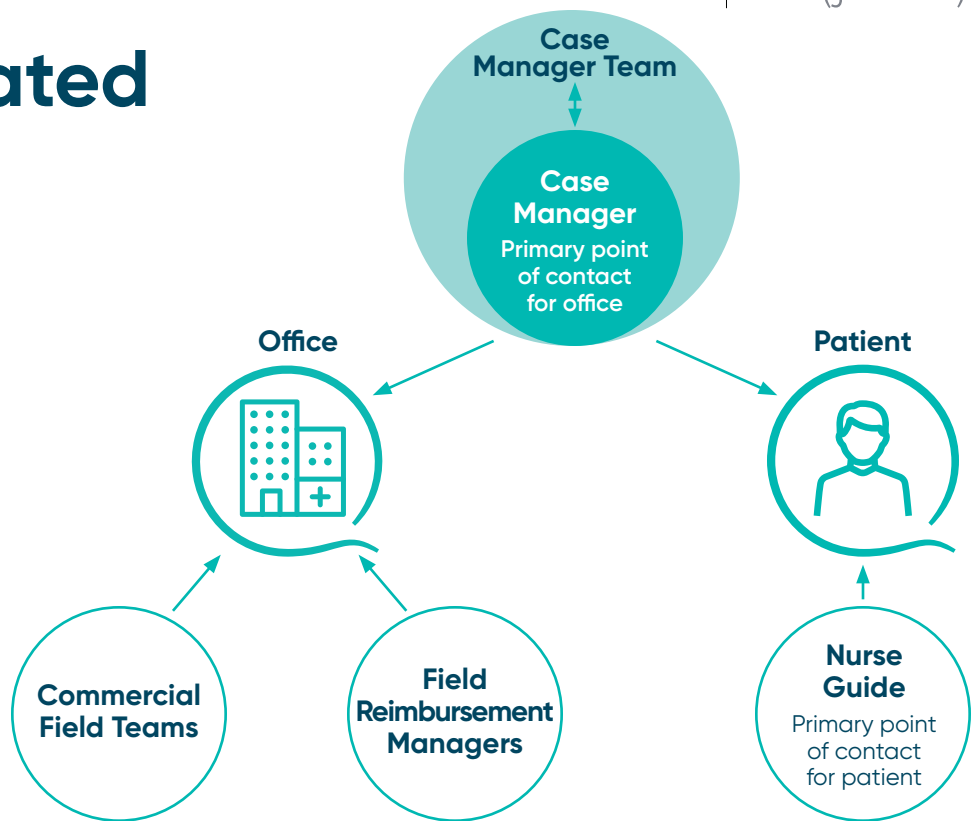 ated
Case
Manager Team
Case
Manager
Primary point
of contact
for office
Office
Patient
Commercial
Field Teams
Field
Reimbursement
Managers
Nurse
Guide
Primary point
of contact
for patient